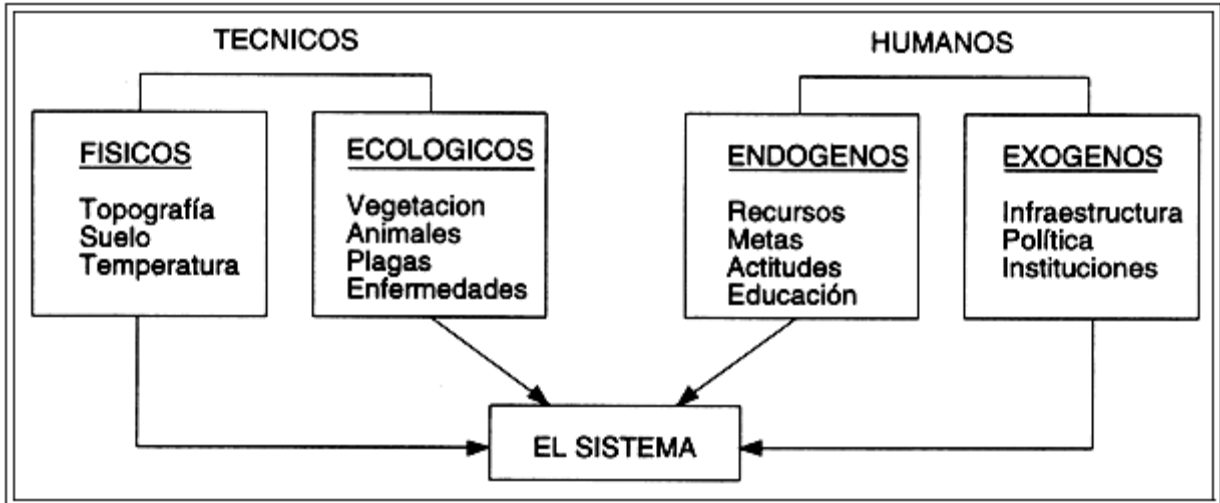 TECNICOS
HUMANOS
FISICOS
Topografía
Suelo
Temperatura
ECOLOGICOS
Vegetacion
Animales
Plagas
Enfermedades
ENDOGENOS
Recursos
Metas
Actitudes
Educación
EXOGENOS
Infraestructura
Política
Instituciones
EL SISTEMA